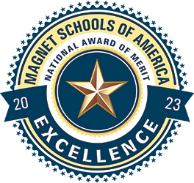 MAGNET SCHOOLS OF AMERICA
NATIONAL AWARD OF MERIT
20 23
EXCELLENCE